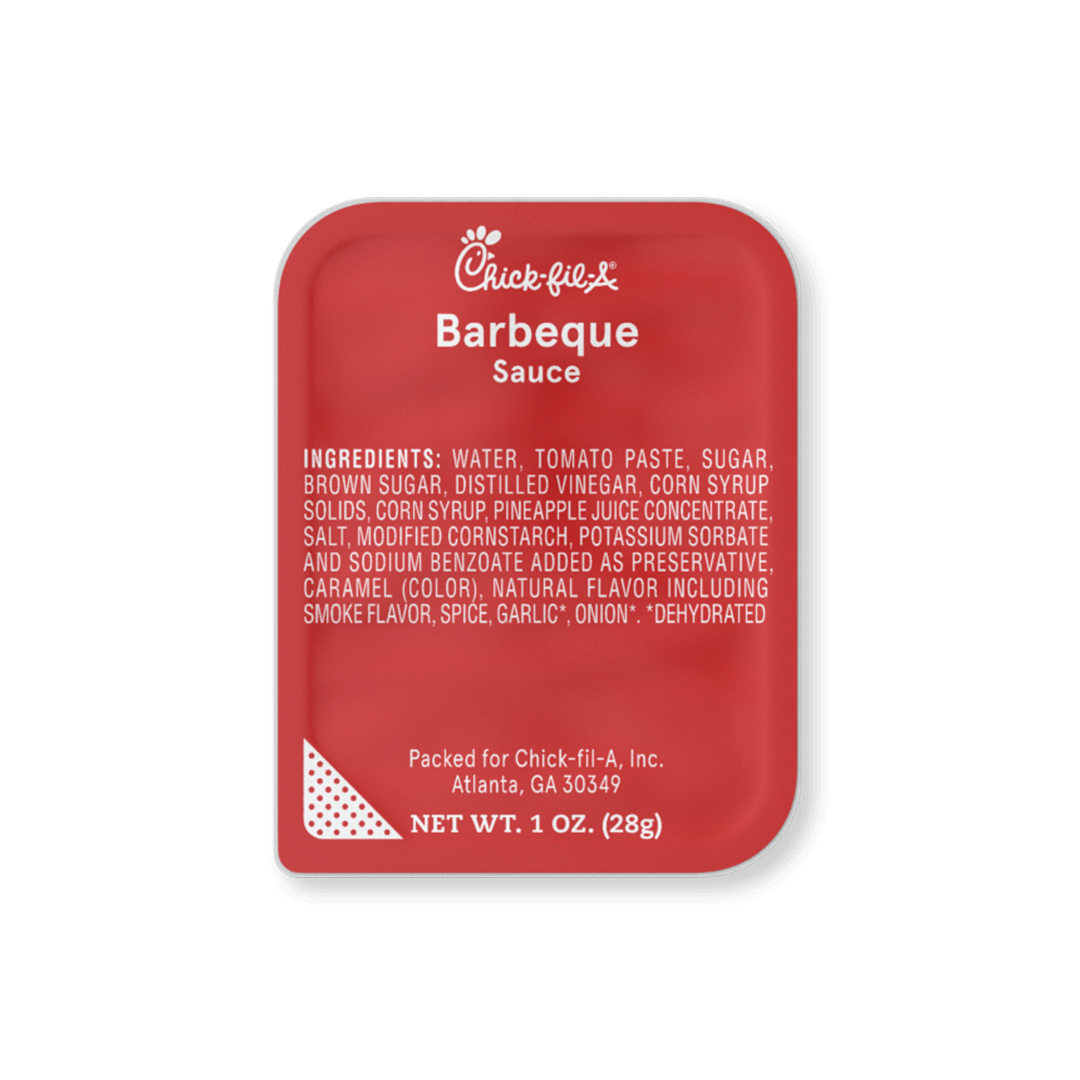 Chick-fil-A®
Barbeque
Sauce
INGREDIENTS: WATER, TOMATO PASTE, SUGAR,
BROWN SUGAR, DISTILLED VINEGAR, CORN SYRUP
SOLIDS, CORN SYRUP, PINEAPPLE JUICE CONCENTRATE,
SALT, MODIFIED CORNSTARCH, POTASSIUM SORBATE
AND SODIUM BENZOATE ADDED AS PRESERVATIVE,
CARAMEL (COLOR), NATURAL FLAVOR INCLUDING
SMOKE FLAVOR, SPICE, GARLIC*, ONION*. *DEHYDRATED
Packed for Chick-fil-A, Inc.
Atlanta, GA 30349
NET WT. 1 OZ. (28g)